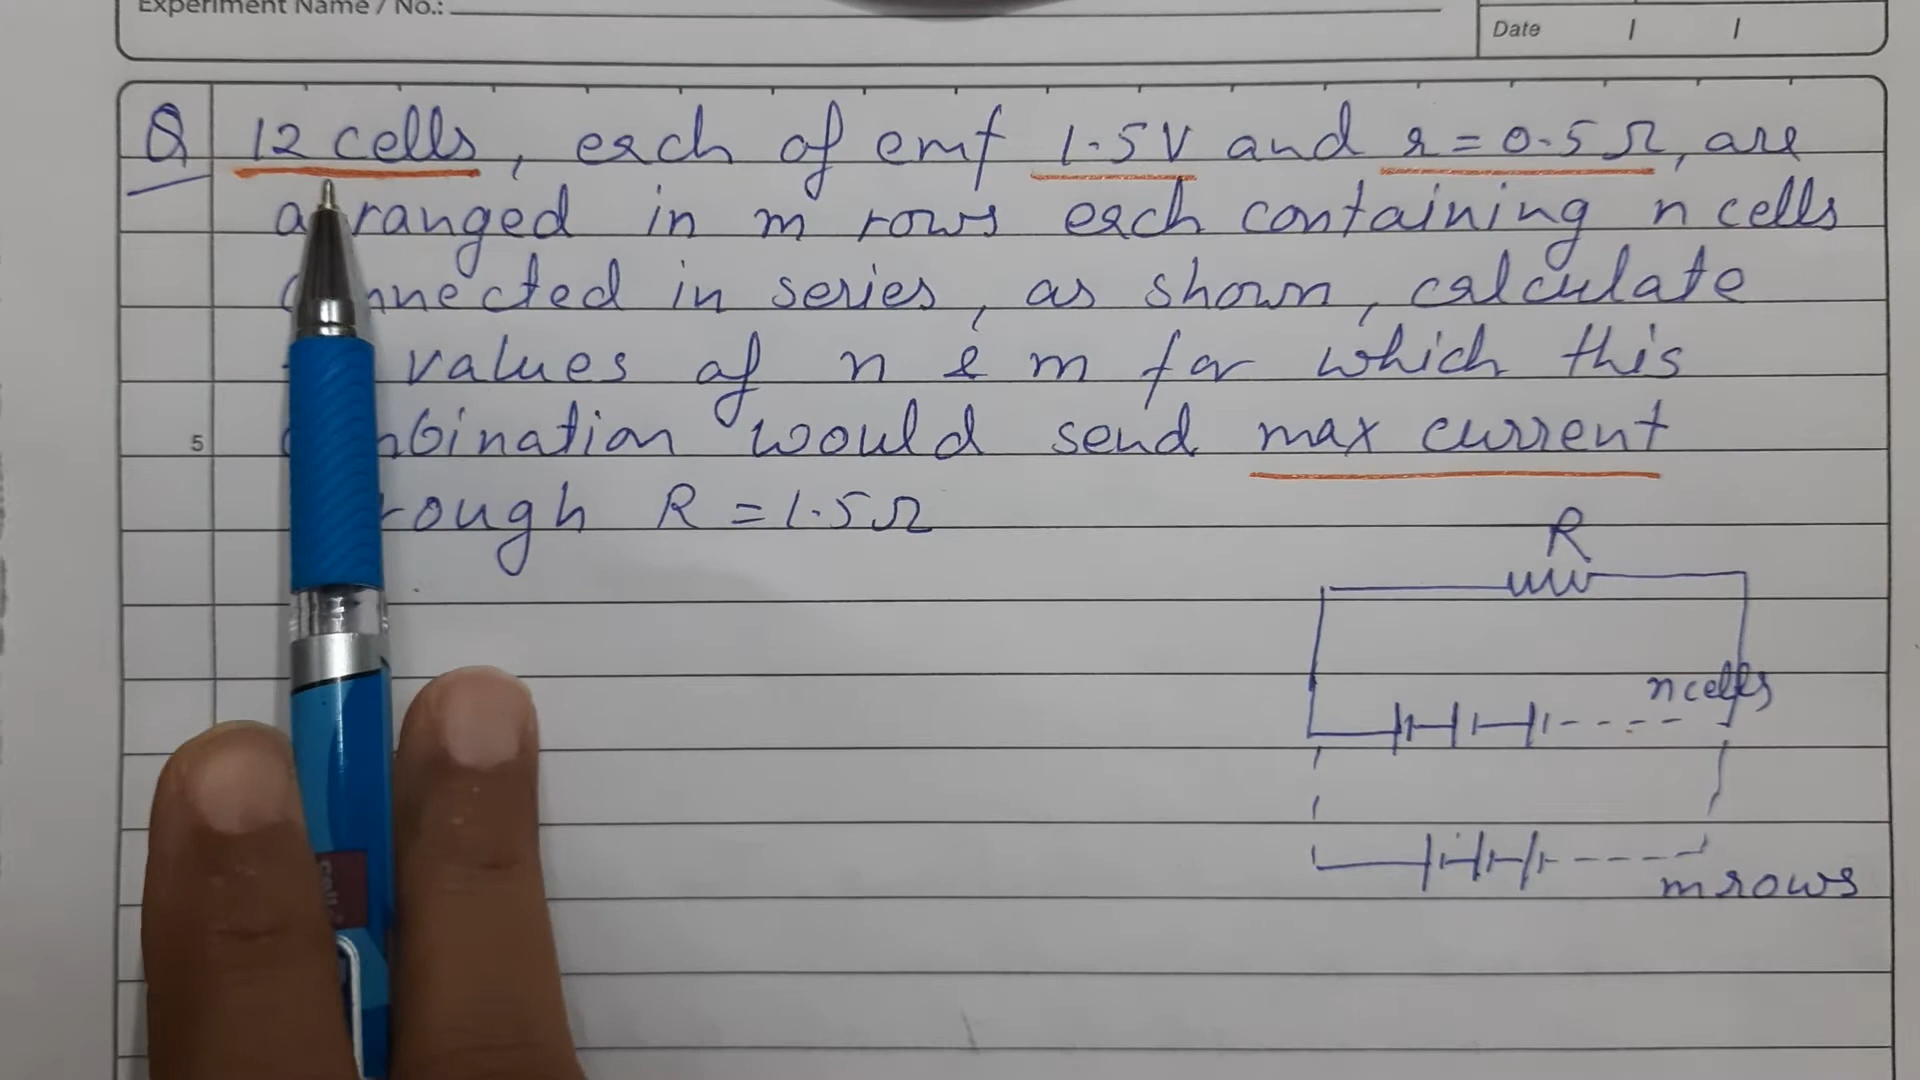 Experiment Name / No.:
Date / /
Q 12 cells, each of emf 1.5V and r = 0.5 Ω, are
arranged in m rows each containing n cells
nnected in series, as shown, calculate
values of n & m for which this
bination would send max current
5
rough R = 1.5 Ω
R
n cells
m rows